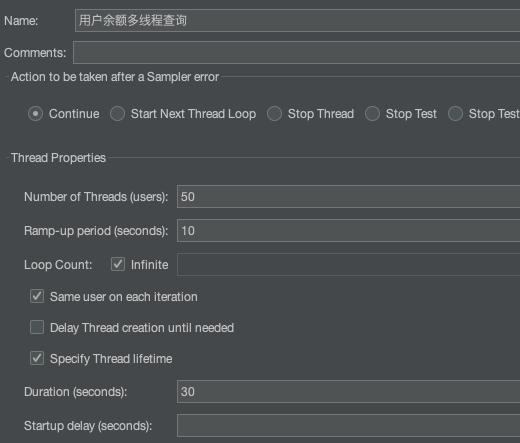 Name: 用户余额多线程查询
Comments:
Action to be taken after a Sampler error
Continue Start Next Thread Loop Stop Thread Stop Test Stop Test
Thread Properties
Number of Threads (users): 50
Ramp-up period (seconds): 10
Loop Count: Infinite
Same user on each iteration
Delay Thread creation until needed
Specify Thread lifetime
Duration (seconds): 30
Startup delay (seconds):